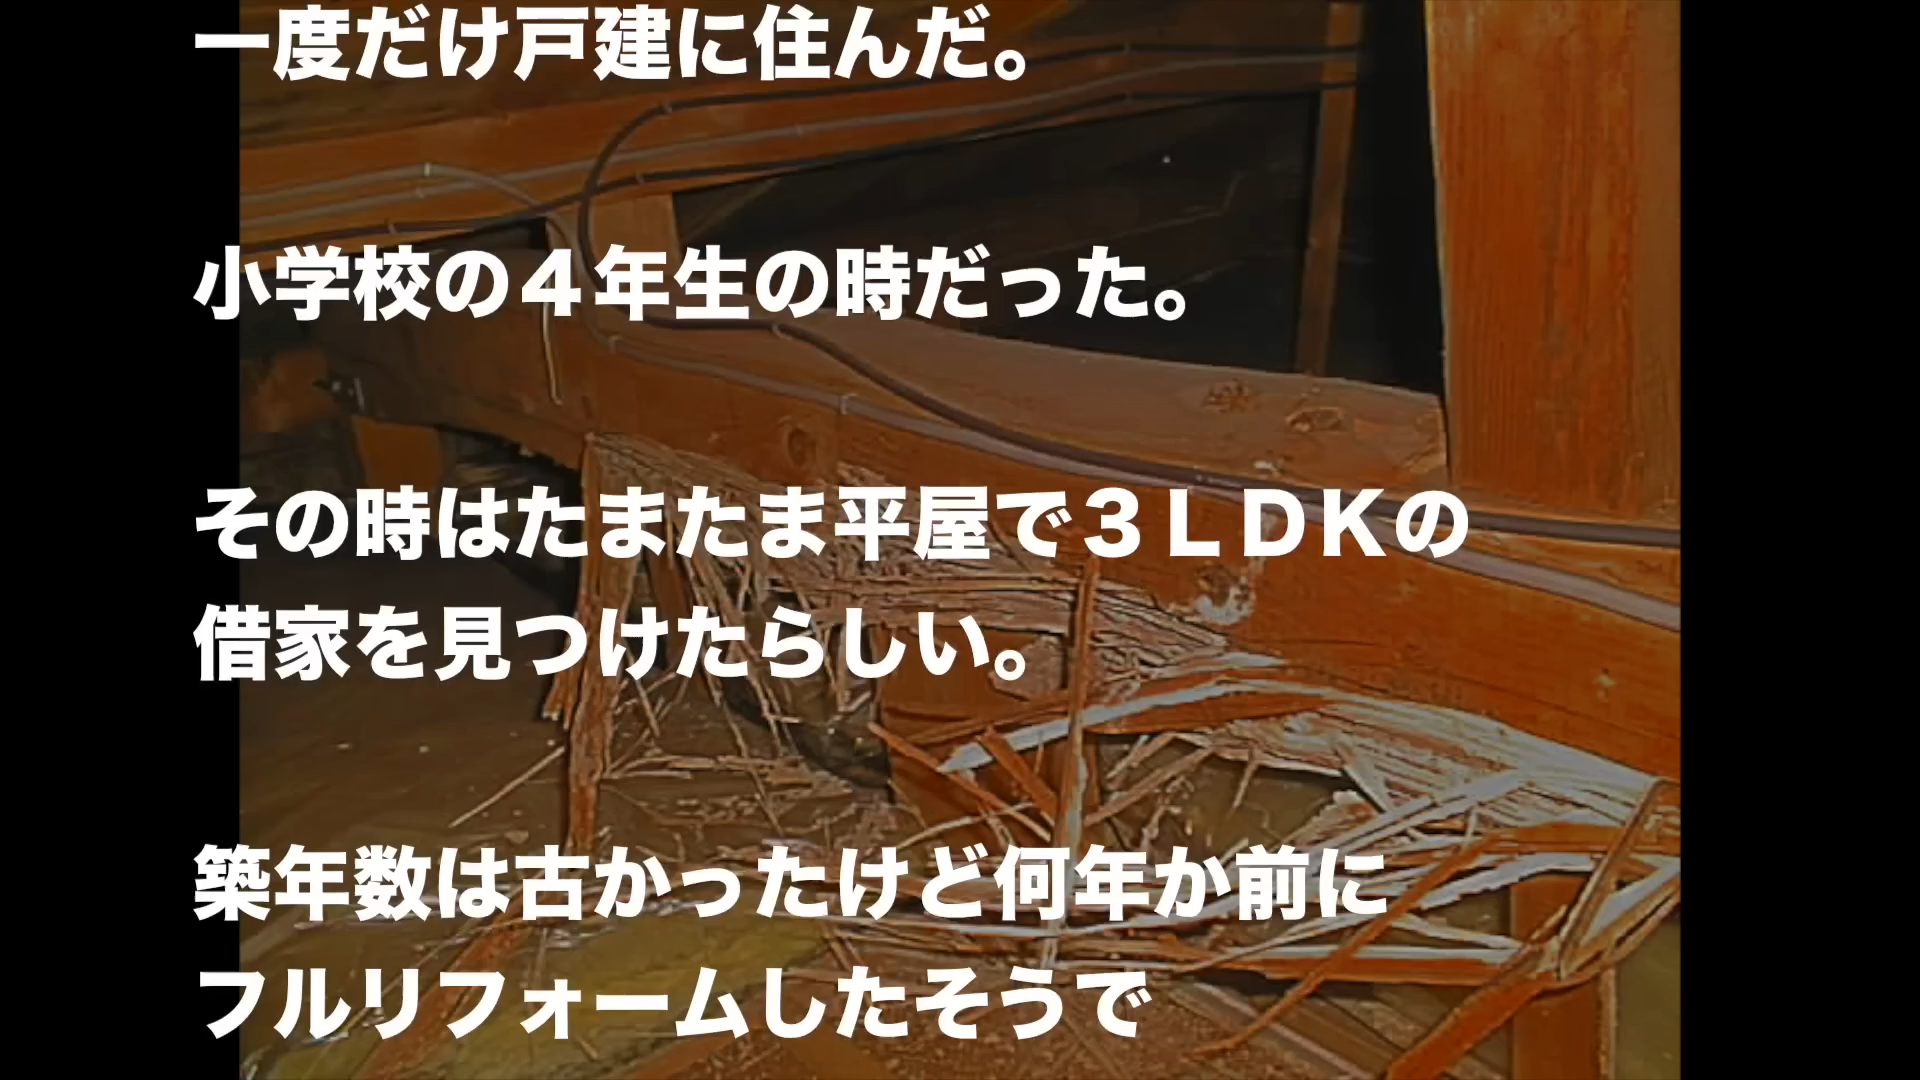 一度だけ戸建に住んだ。
小学校の４年生の時だった。
その時はたまたま平屋で３ＬＤＫの
借家を見つけたらしい。
築年数は古かったけど何年か前に
フルリフォームしたそうで